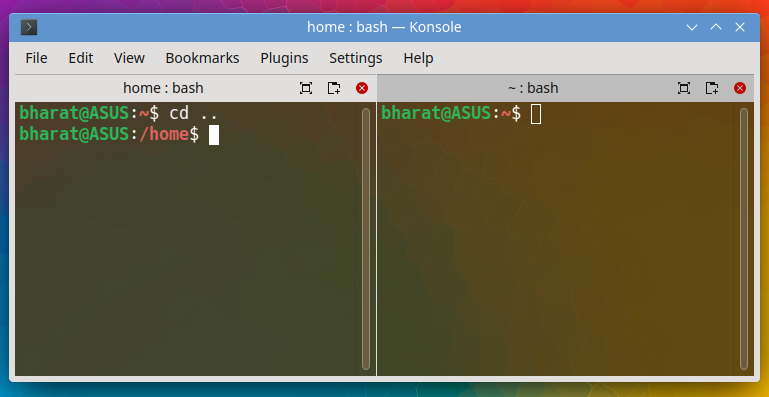 home : bash — Konsole
File Edit View Bookmarks Plugins Settings Help
home : bash
bharat@ASUS:~$ cd ..
bharat@ASUS:/home$
~ : bash
bharat@ASUS:~$